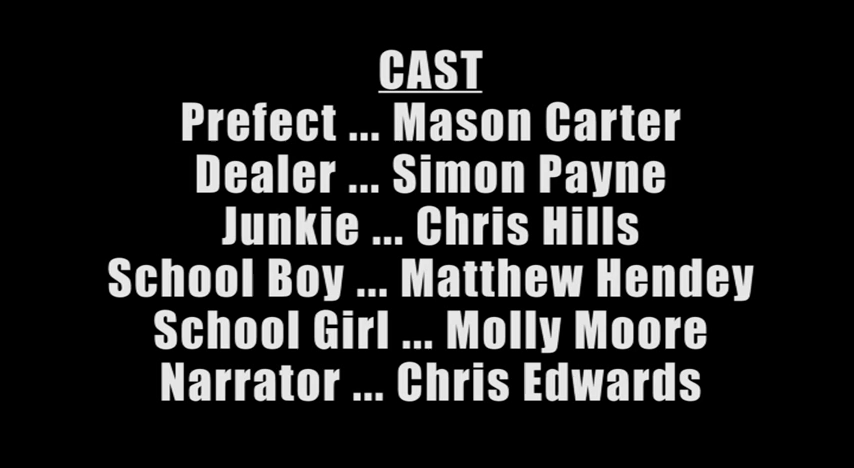 CAST
Prefect ... Mason Carter
Dealer ... Simon Payne
Junkie ... Chris Hills
School Boy ... Matthew Hendey
School Girl ... Molly Moore
Narrator ... Chris Edwards